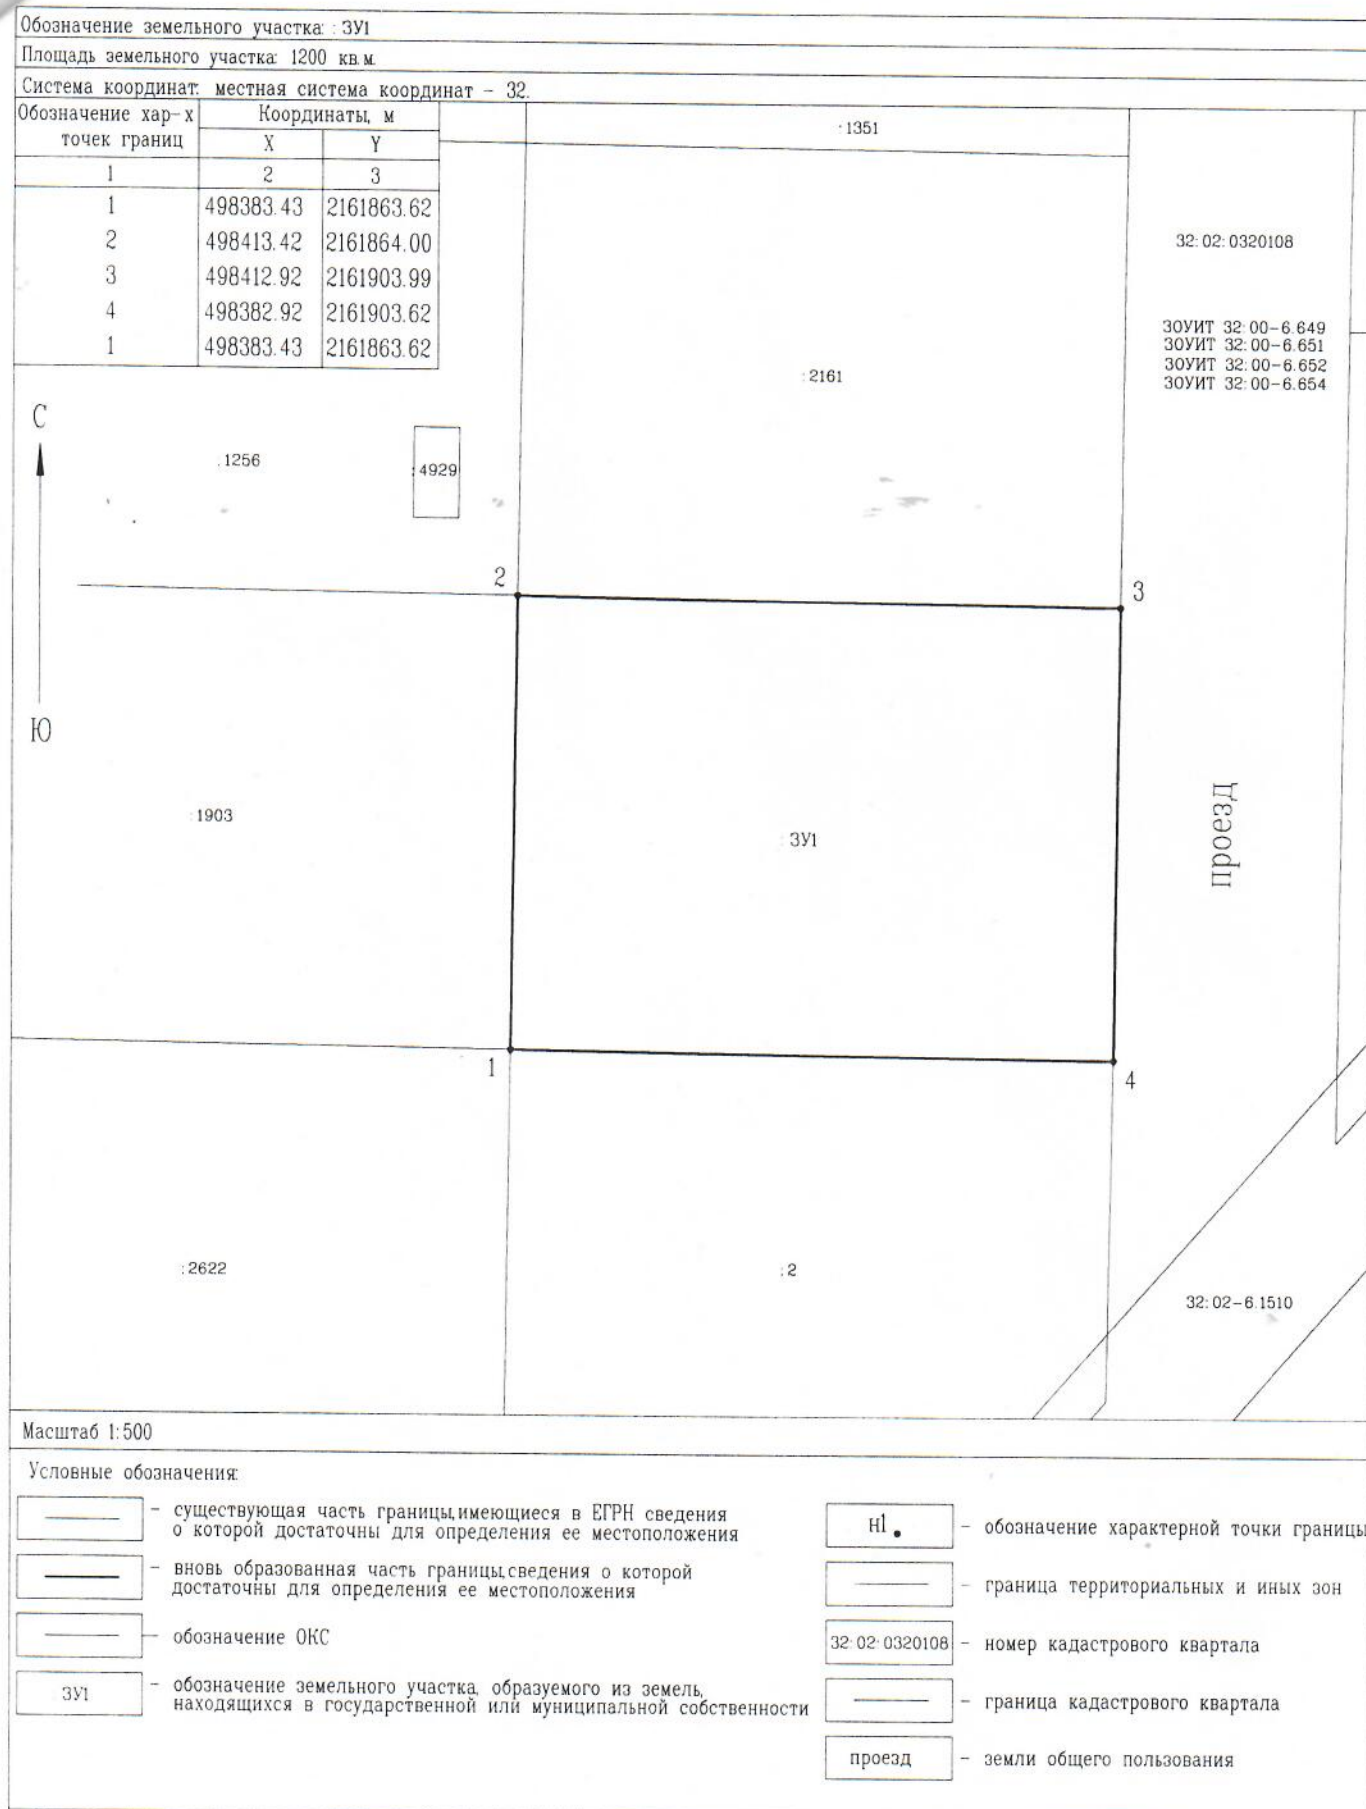 Обозначение земельного участка: :ЗУ1
Площадь земельного участка: 1200 кв.м.
Система координат: местная система координат - 32.
Обозначение хар-х точек границ
Координаты, м
X Y
1 2 3
1 498383.43 2161863.62
2 498413.42 2161864.00
3 498412.92 2161903.99
4 498382.92 2161903.62
1 498383.43 2161863.62
:1351
32:02:0320108
ЗОУИТ 32:00-6.649
ЗОУИТ 32:00-6.651
ЗОУИТ 32:00-6.652
ЗОУИТ 32:00-6.654
:2161
С
:1256
:4929
2
3
Ю
:1903
:ЗУ1
проезд
1
4
:2622
:2
32:02-6.1510
Масштаб 1:500
Условные обозначения:
- существующая часть границы,имеющиеся в ЕГРН сведения
о которой достаточны для определения ее местоположения
- вновь образованная часть границы,сведения о которой
достаточны для определения ее местоположения
- обозначение ОКС
ЗУ1 - обозначение земельного участка, образуемого из земель,
находящихся в государственной или муниципальной собственности
н1. - обозначение характерной точки границы
- граница территориальных и иных зон
32:02:0320108 - номер кадастрового квартала
- граница кадастрового квартала
проезд - земли общего пользования